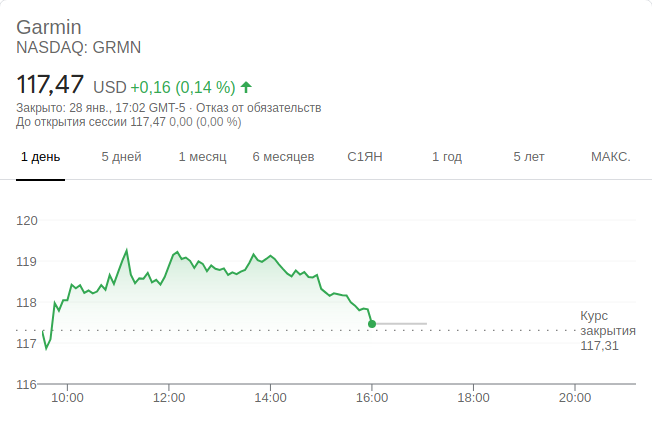 Garmin
NASDAQ: GRMN
117,47 USD +0,16 (0,14 %)
Закрыто: 28 янв., 17:02 GMT-5 · Отказ от обязательств
До открытия сессии 117,47 0,00 (0,00 %)
1 день 5 дней 1 месяц 6 месяцев С1ЯН 1 год 5 лет МАКС.
120
119
118
Курс
закрытия
117,31
117
116
10:00 12:00 14:00 16:00 18:00 20:00